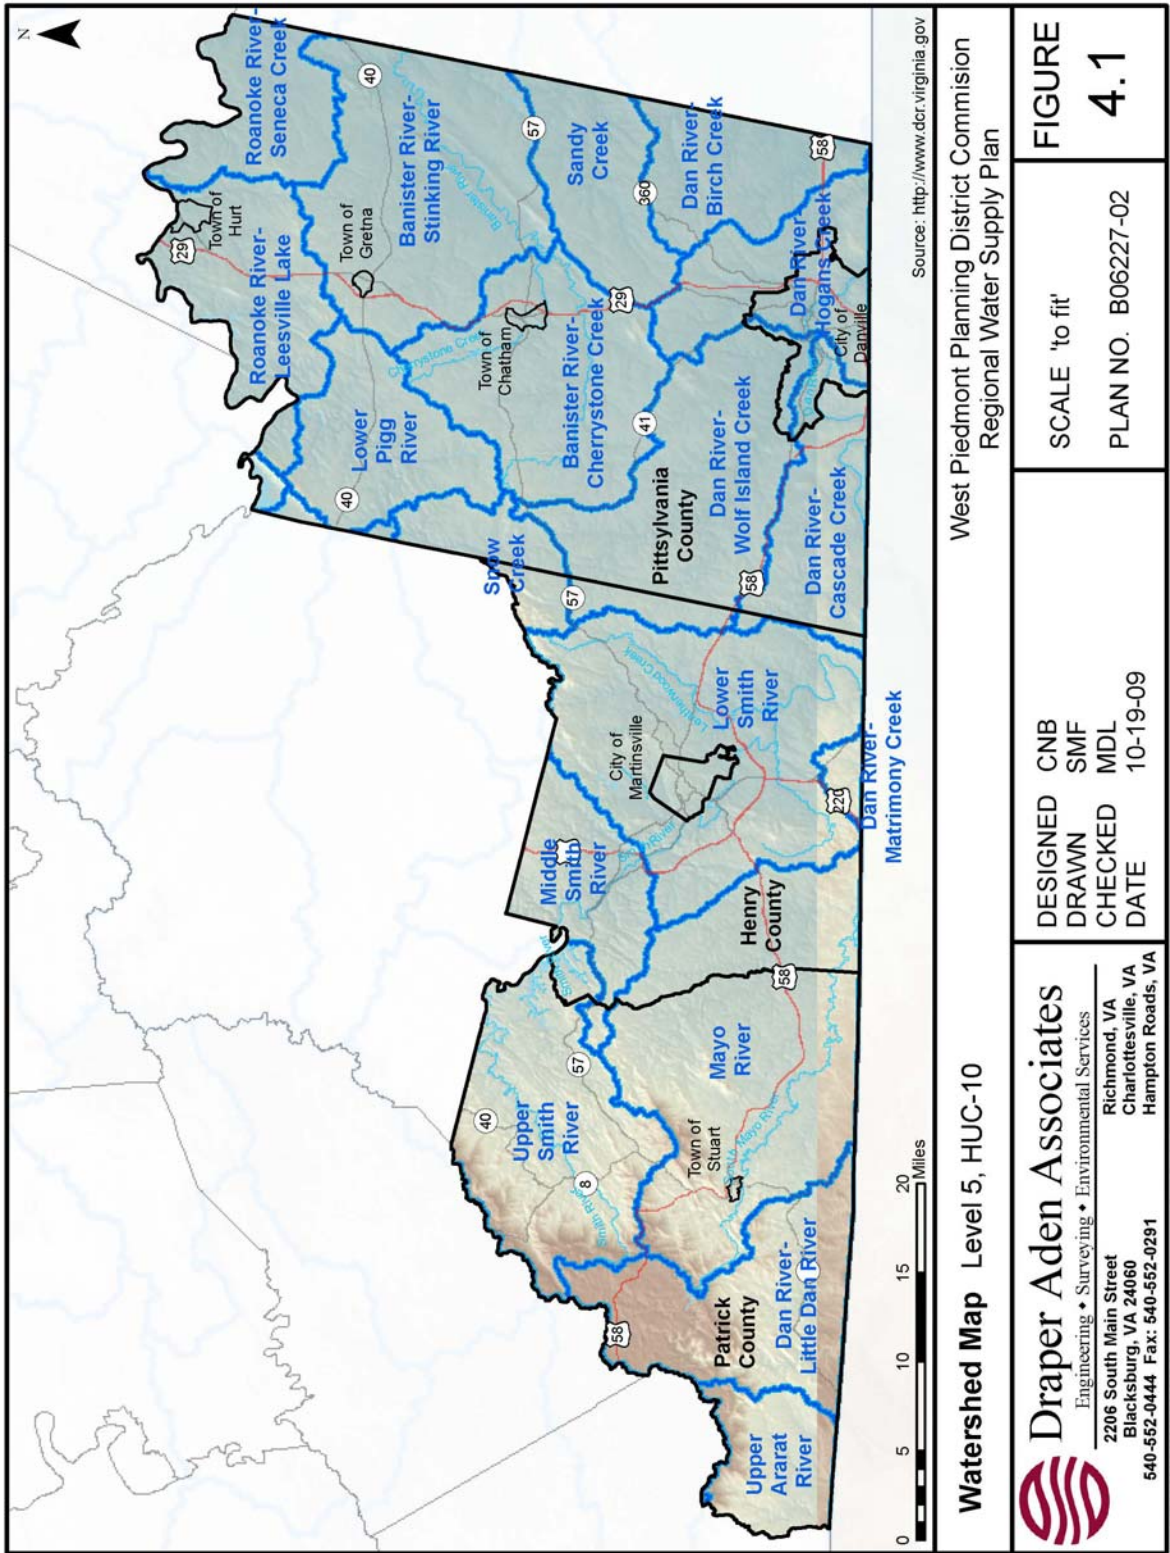 N
Roanoke River-
Seneca Creek
40
Banister River-
Stinking River
Banister River
57
Sandy
Creek
360
Dan River-
Birch Creek
58
29
Town of
Hurt
Roanoke River-
Leesville Lake
Town of
Gretna
Cherrystone Creek
Town of
Chatham
29
Banister River-
Cherrystone Creek
Dan River
Hogans Creek
City of
Danville
40
Lower
Pigg
River
41
Dan River-
Wolf Island Creek
Pittsylvania
County
58
Dan River-
Cascade Creek
Snow
Creek
57
Leatherwood Creek
City of
Martinsville
Lower
Smith
River
220
Dan River-
Matrimony Creek
Middle
Smith
River
Henry
County
58
40
57
Upper
Smith
River
8
Smith River
Mayo
River
Town of
Stuart
South Mayo River
58
Patrick
County
Dan River-
Little Dan River
Upper
Ararat
River
0 5 10 15 20
Miles
Source: http://www.dcr.virginia.gov
Watershed Map Level 5, HUC-10
West Piedmont Planning District Commision
Regional Water Supply Plan
Draper Aden Associates
Engineering • Surveying • Environmental Services
2206 South Main Street
Blacksburg, VA 24060
540-552-0444 Fax: 540-552-0291
Richmond, VA
Charlottesville, VA
Hampton Roads, VA
DESIGNED CNB
DRAWN SMF
CHECKED MDL
DATE 10-19-09
SCALE 'to fit'
PLAN NO. B06227-02
FIGURE
4.1